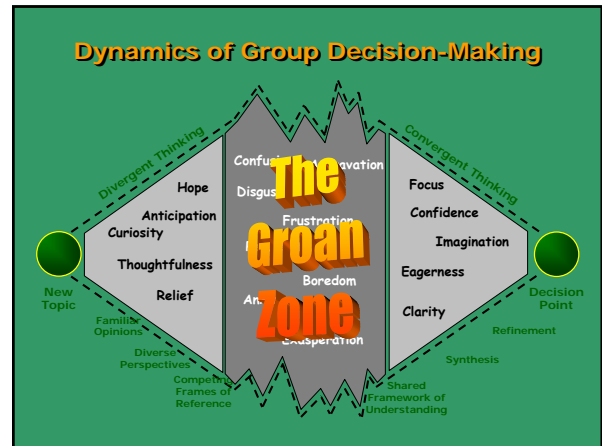 Dynamics of Group Decision-Making
Divergent Thinking
Convergent Thinking
Hope
Anticipation
Curiosity
Thoughtfulness
Relief
The
Groan
Zone
Frustration
Boredom
Exasperation
Focus
Confidence
Imagination
Eagerness
Clarity
New
Topic
Decision
Point
Familiar
Opinions
Diverse
Perspectives
Competing
Frames of
Reference
Shared
Framework of
Understanding
Synthesis
Refinement